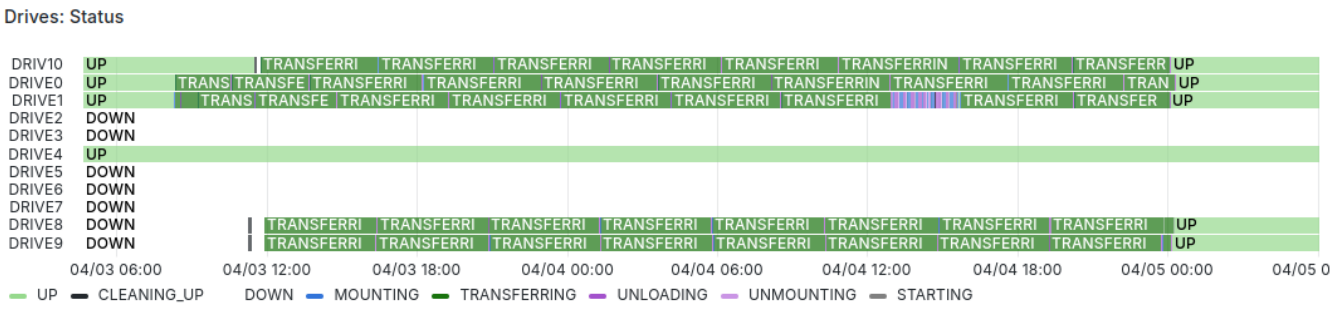 Drives: Status
DRIV10 UP TRANSFERRI TRANSFERRI TRANSFERRI TRANSFERRI TRANSFERRI TRANSFERRIN TRANSFERRI TRANSFERR UP
DRIVE0 UP TRANS TRANSFE TRANSFERRI TRANSFERRI TRANSFERRI TRANSFERRI TRANSFERRIN TRANSFERRI TRANSFERRI TRAN UP
DRIVE1 UP TRANS TRANSFE TRANSFERRI TRANSFERRI TRANSFERRI TRANSFERRI TRANSFERRI TRANSFERRI TRANSFER UP
DRIVE2 DOWN
DRIVE3 DOWN
DRIVE4 UP
DRIVE5 DOWN
DRIVE6 DOWN
DRIVE7 DOWN
DRIVE8 DOWN TRANSFERRI TRANSFERRI TRANSFERRI TRANSFERRI TRANSFERRI TRANSFERRI TRANSFERRI TRANSFERRI UP
DRIVE9 DOWN TRANSFERRI TRANSFERRI TRANSFERRI TRANSFERRI TRANSFERRI TRANSFERRI TRANSFERRI TRANSFERRI UP
04/03 06:00 04/03 12:00 04/03 18:00 04/04 00:00 04/04 06:00 04/04 12:00 04/04 18:00 04/05 00:00 04/05 0
UP CLEANING_UP DOWN MOUNTING TRANSFERRING UNLOADING UNMOUNTING STARTING